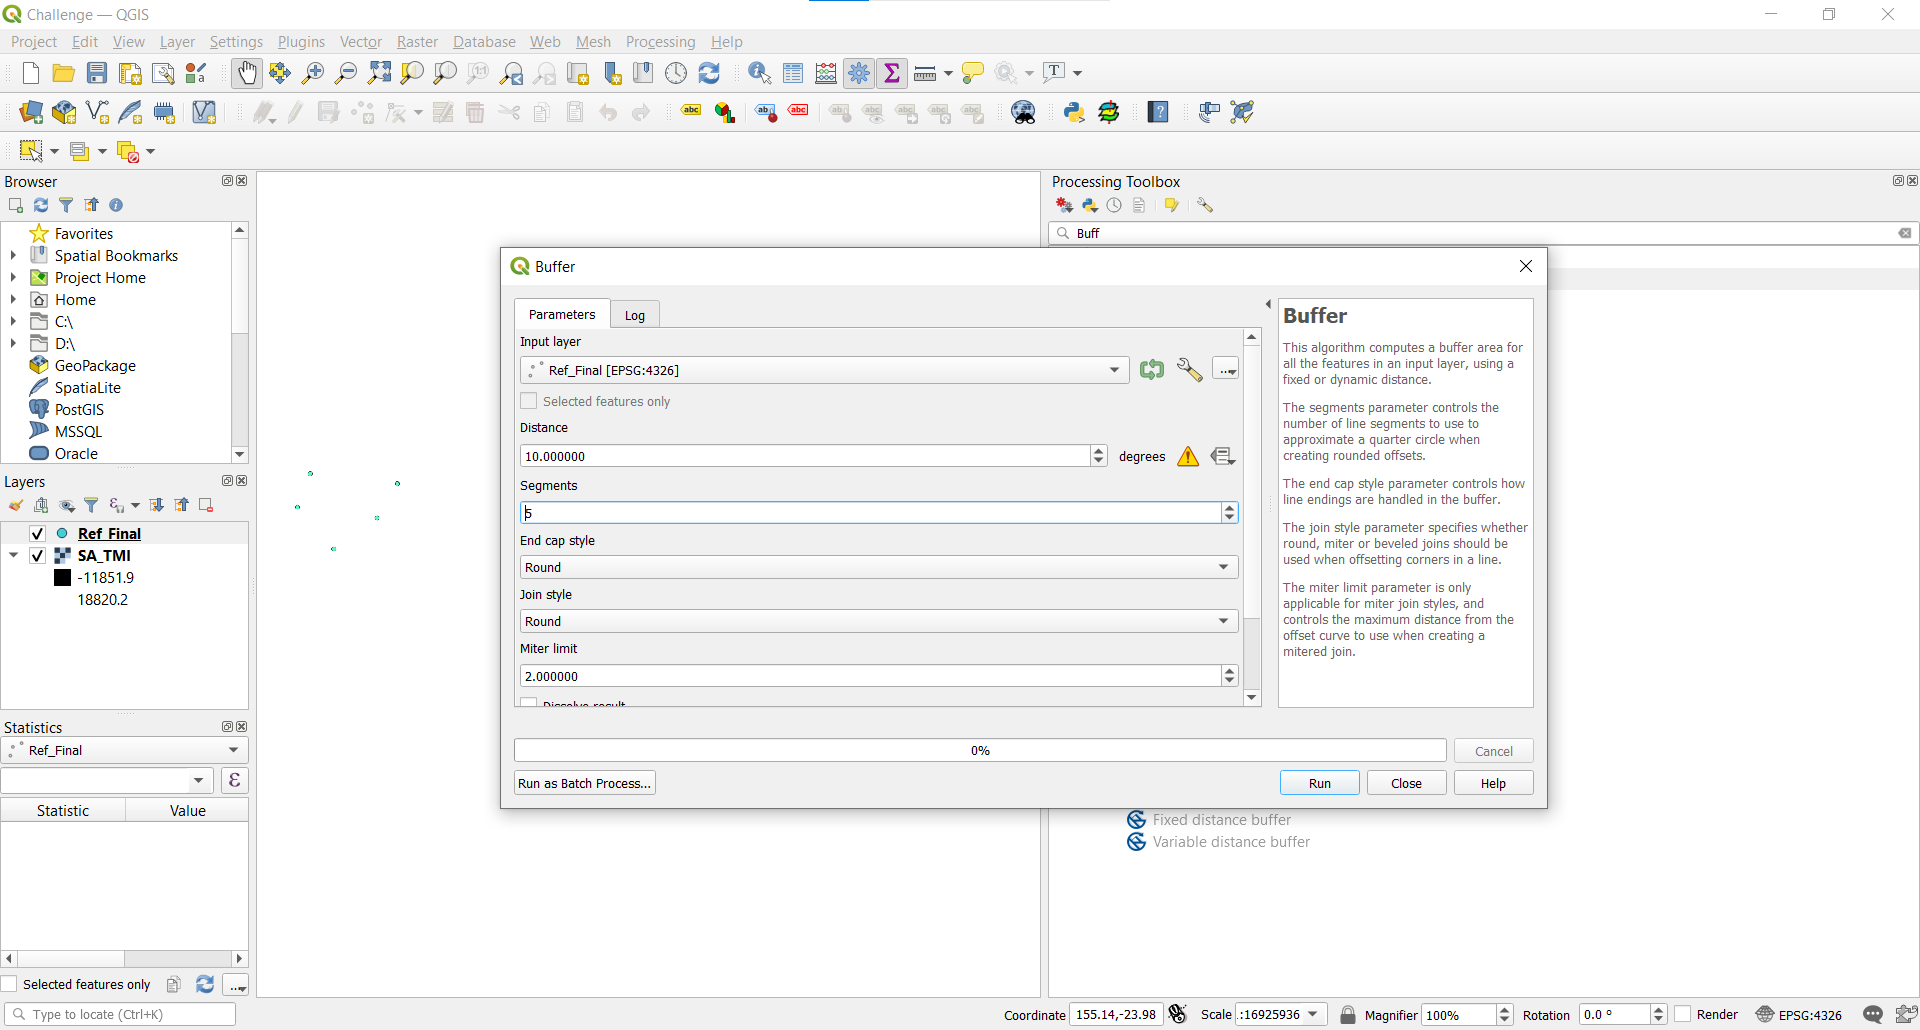 Challenge — QGIS
Project Edit View Layer Settings Plugins Vector Raster Database Web Mesh Processing Help
Browser
Favorites
Spatial Bookmarks
Project Home
Home
C:\
D:\
GeoPackage
SpatiaLite
PostGIS
MSSQL
Oracle
Layers
Ref_Final
SA_TMI
-11851.9
18820.2
Statistics
Ref_Final
Statistic Value
Selected features only
Processing Toolbox
Buff
Buffer
Parameters Log
Input layer
Ref_Final [EPSG:4326]
Selected features only
Distance
10.000000 degrees
Segments
5
End cap style
Round
Join style
Round
Miter limit
2.000000
Dissolve result
Buffer
This algorithm computes a buffer area for
all the features in an input layer, using a
fixed or dynamic distance.
The segments parameter controls the
number of line segments to use to
approximate a quarter circle when
creating rounded offsets.
The end cap style parameter controls how
line endings are handled in the buffer.
The join style parameter specifies whether
round, miter or beveled joins should be
used when offsetting corners in a line.
The miter limit parameter is only
applicable for miter join styles, and
controls the maximum distance from the
offset curve to use when creating a
mitered join.
0% Cancel
Run as Batch Process... Run Close Help
Fixed distance buffer
Variable distance buffer
Type to locate (Ctrl+K) Coordinate 155.14,-23.98 Scale :16925936 Magnifier 100% Rotation 0.0 ° Render EPSG:4326